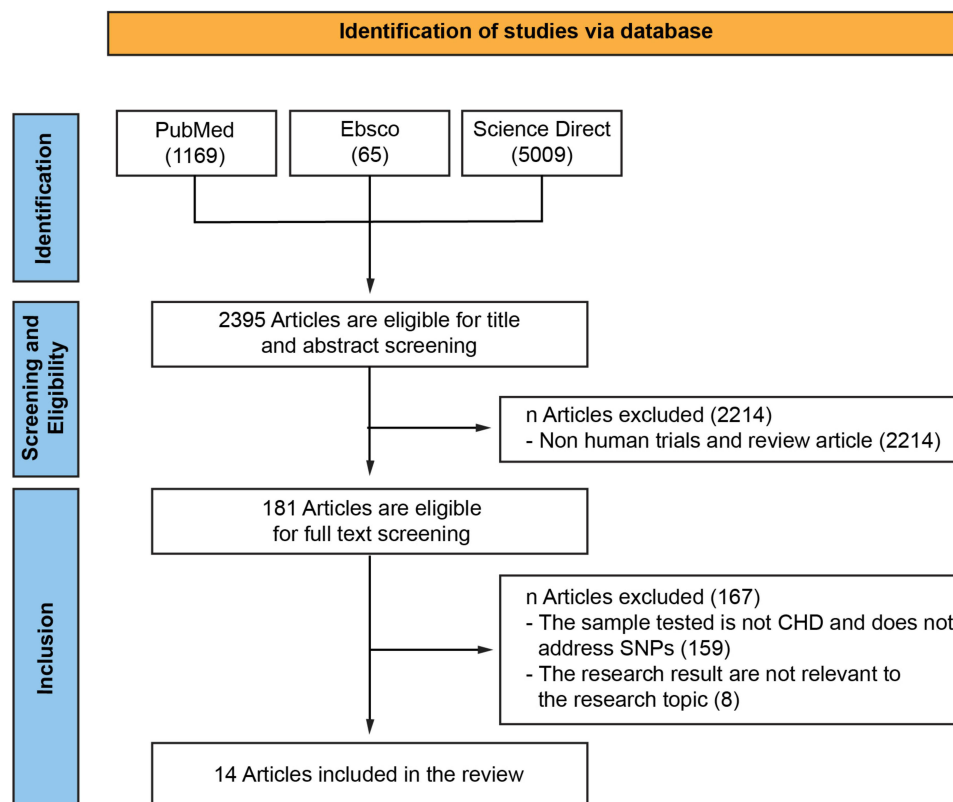 Identification of studies via database
Identification
PubMed
(1169)
Ebsco
(65)
Science Direct
(5009)
Screening and
Eligibility
2395 Articles are eligible for title
and abstract screening
n Articles excluded (2214)
- Non human trials and review article (2214)
Inclusion
181 Articles are eligible
for full text screening
n Articles excluded (167)
- The sample tested is not CHD and does not
address SNPs (159)
- The research result are not relevant to
the research topic (8)
14 Articles included in the review